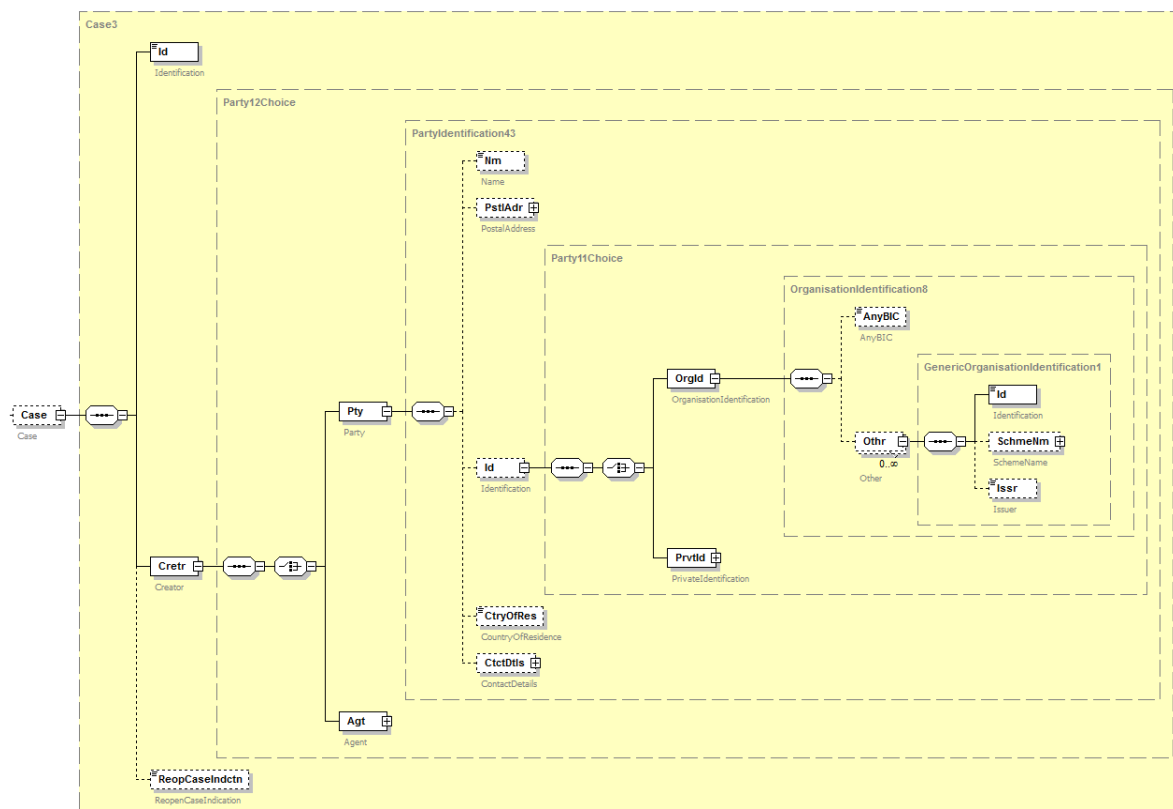 Case3
Id
Identification
Party12Choice
PartyIdentification43
Nm
Name
PstlAdr
PostalAddress
Party11Choice
OrganisationIdentification8
AnyBIC
AnyBIC
GenericOrganisationIdentification1
OrgId
OrganisationIdentification
Id
Identification
Case
Case
Pty
Party
Id
Identification
Othr
0..∞
Other
SchmeNm
SchemeName
Issr
Issuer
Cretr
Creator
PrvtId
PrivateIdentification
CtryOfRes
CountryOfResidence
CtctDtls
ContactDetails
Agt
Agent
ReopCaseIndctn
ReopenCaseIndication